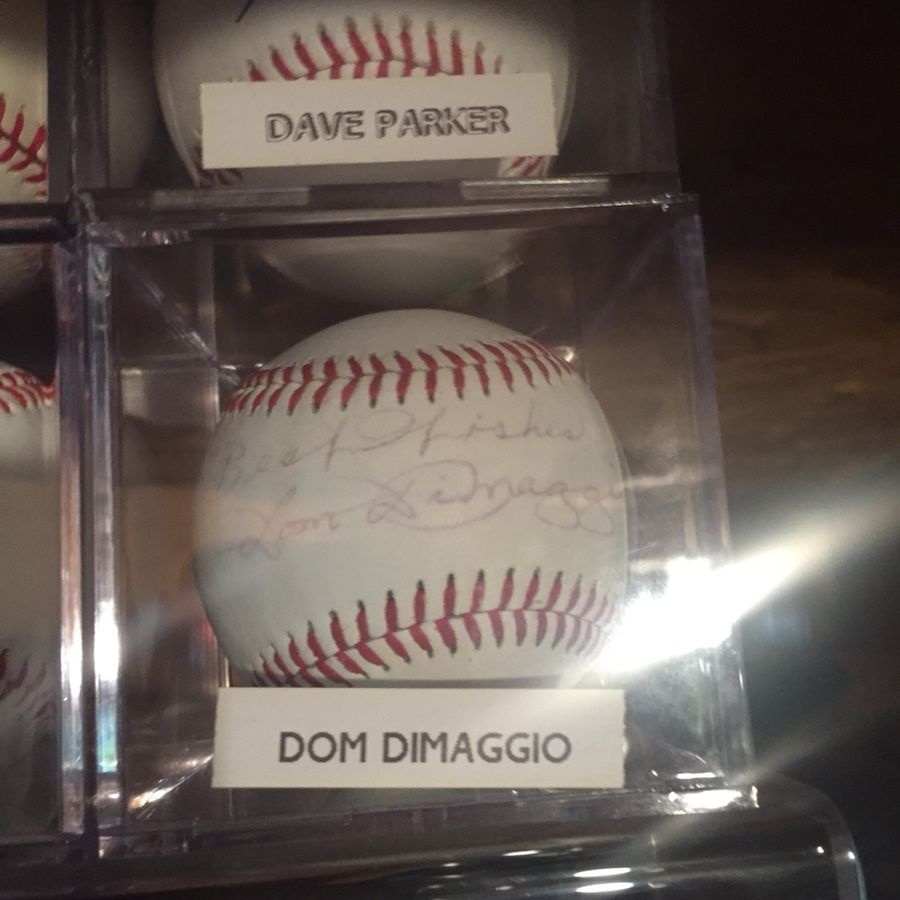 DAVE PARKER
Best Wishes
Dom DiMaggio
DOM DIMAGGIO